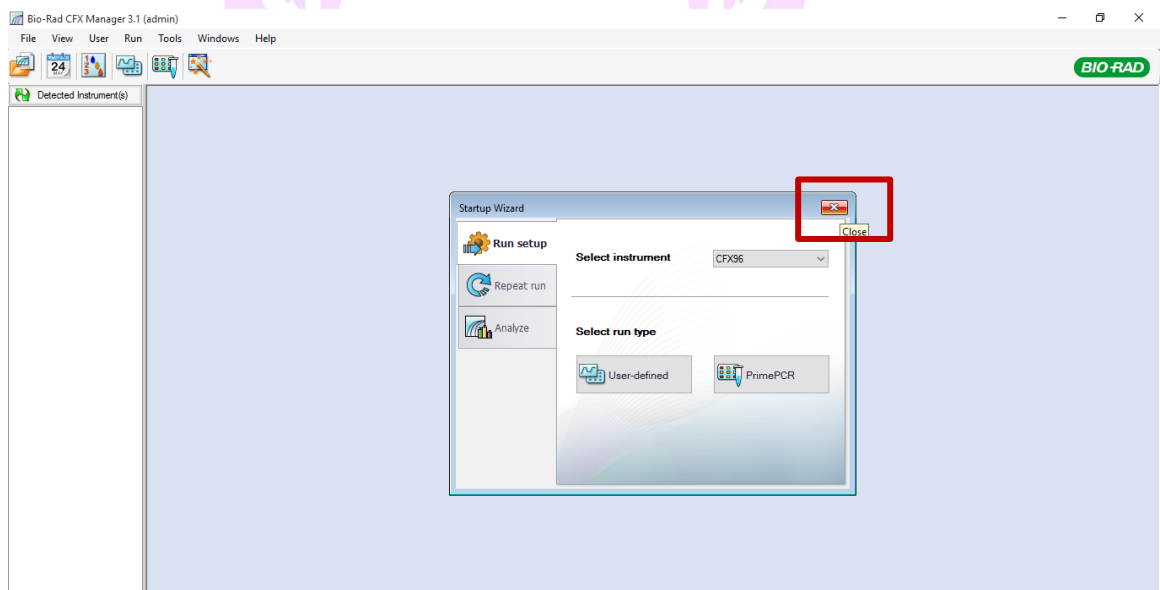 Bio-Rad CFX Manager 3.1 (admin)
File View User Run Tools Windows Help
24
BIO-RAD
Detected Instrument(s)
Startup Wizard
Close
Run setup
Select instrument CFX96
Repeat run
Analyze
Select run type
User-defined PrimePCR